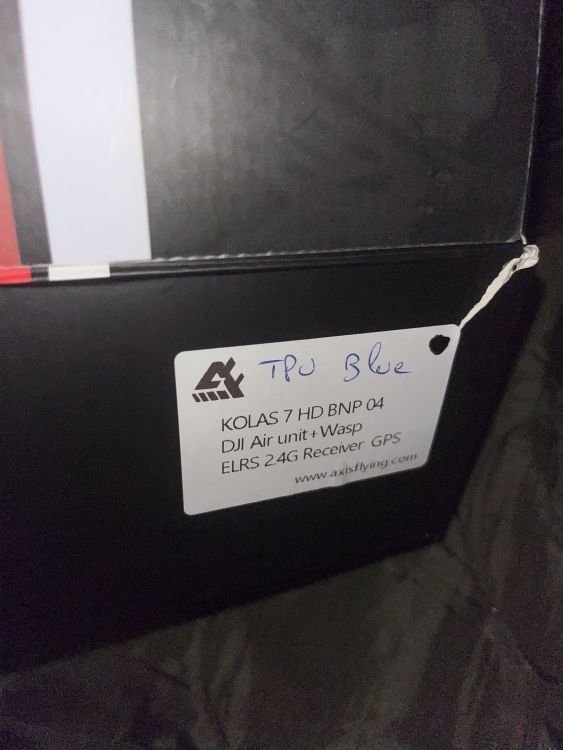 TPU Blue
KOLAS 7 HD BNP 04
DJI Air unit+Wasp
ELRS 2.4G Receiver GPS
www.axisflying.com